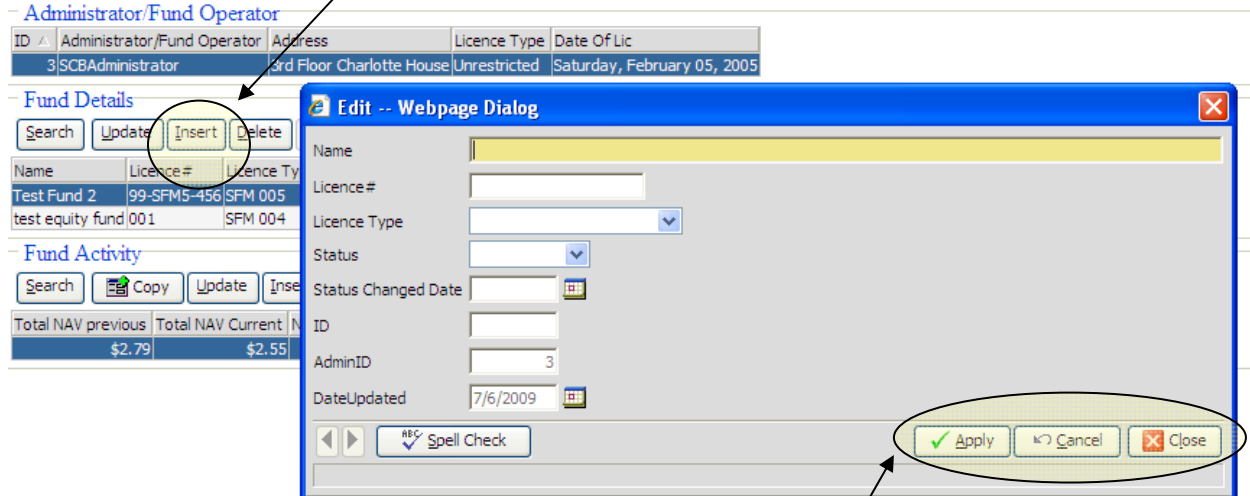 Administrator/Fund Operator
ID Administrator/Fund Operator Address Licence Type Date Of Lic
3 SCBAdministrator 3rd Floor Charlotte House Unrestricted Saturday, February 05, 2005
Fund Details
Search Update Insert Delete
Name Licence# Licence Ty
Test Fund 2 99-SFM5-456 SFM 005
test equity fund 001 SFM 004
Fund Activity
Search Copy Update Inse
Total NAV previous Total NAV Current N
$2.79 $2.55
Edit -- Webpage Dialog
Name
Licence#
Licence Type
Status
Status Changed Date
ID
AdminID 3
DateUpdated 7/6/2009
ABC Spell Check Apply Cancel Close